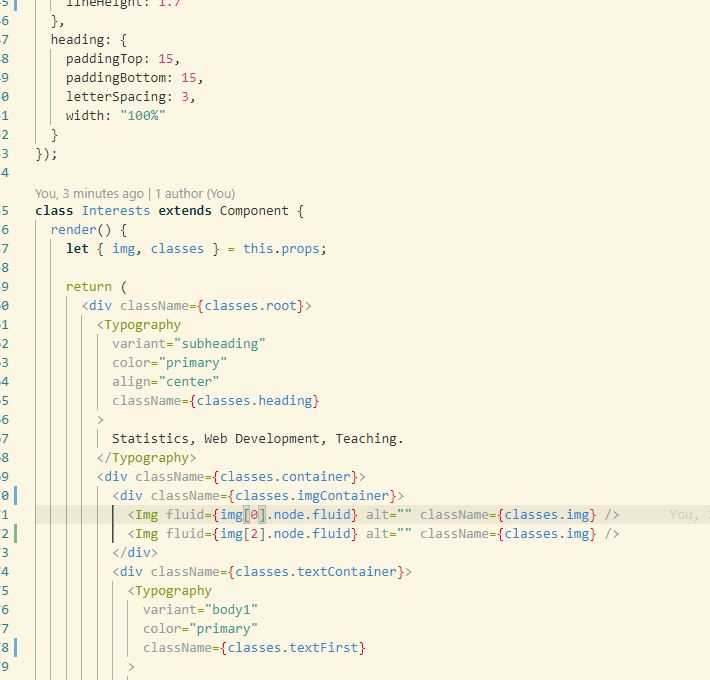 5 lineHeight: 1.7
6 },
7 heading: {
8 paddingTop: 15,
9 paddingBottom: 15,
0 letterSpacing: 3,
1 width: "100%"
2 }
3 });
4
You, 3 minutes ago | 1 author (You)
5 class Interests extends Component {
6 render() {
7 let { img, classes } = this.props;
8
9 return (
0 <div className={classes.root}>
1 <Typography
2 variant="subheading"
3 color="primary"
4 align="center"
5 className={classes.heading}
6 >
7 Statistics, Web Development, Teaching.
8 </Typography>
9 <div className={classes.container}>
0 <div className={classes.imgContainer}>
1 <Img fluid={img[0].node.fluid} alt="" className={classes.img} /> You,
2 <Img fluid={img[2].node.fluid} alt="" className={classes.img} />
3 </div>
4 <div className={classes.textContainer}>
5 <Typography
6 variant="body1"
7 color="primary"
8 className={classes.textFirst}
9 >